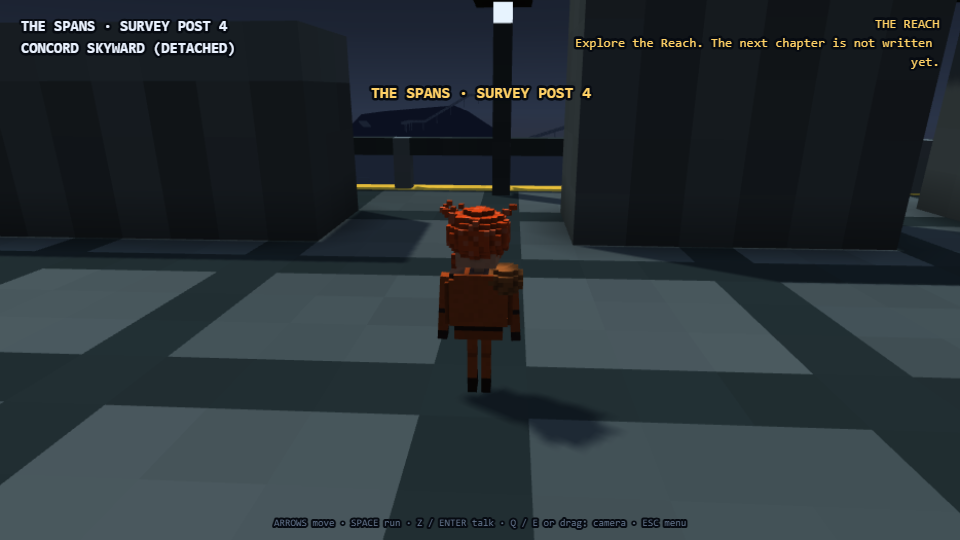 THE SPANS · SURVEY POST 4
CONCORD SKYWARD (DETACHED)
THE REACH
Explore the Reach. The next chapter is not written
yet.
THE SPANS · SURVEY POST 4
ARROWS move · SPACE run · Z / ENTER talk · Q / E or drag: camera · ESC menu